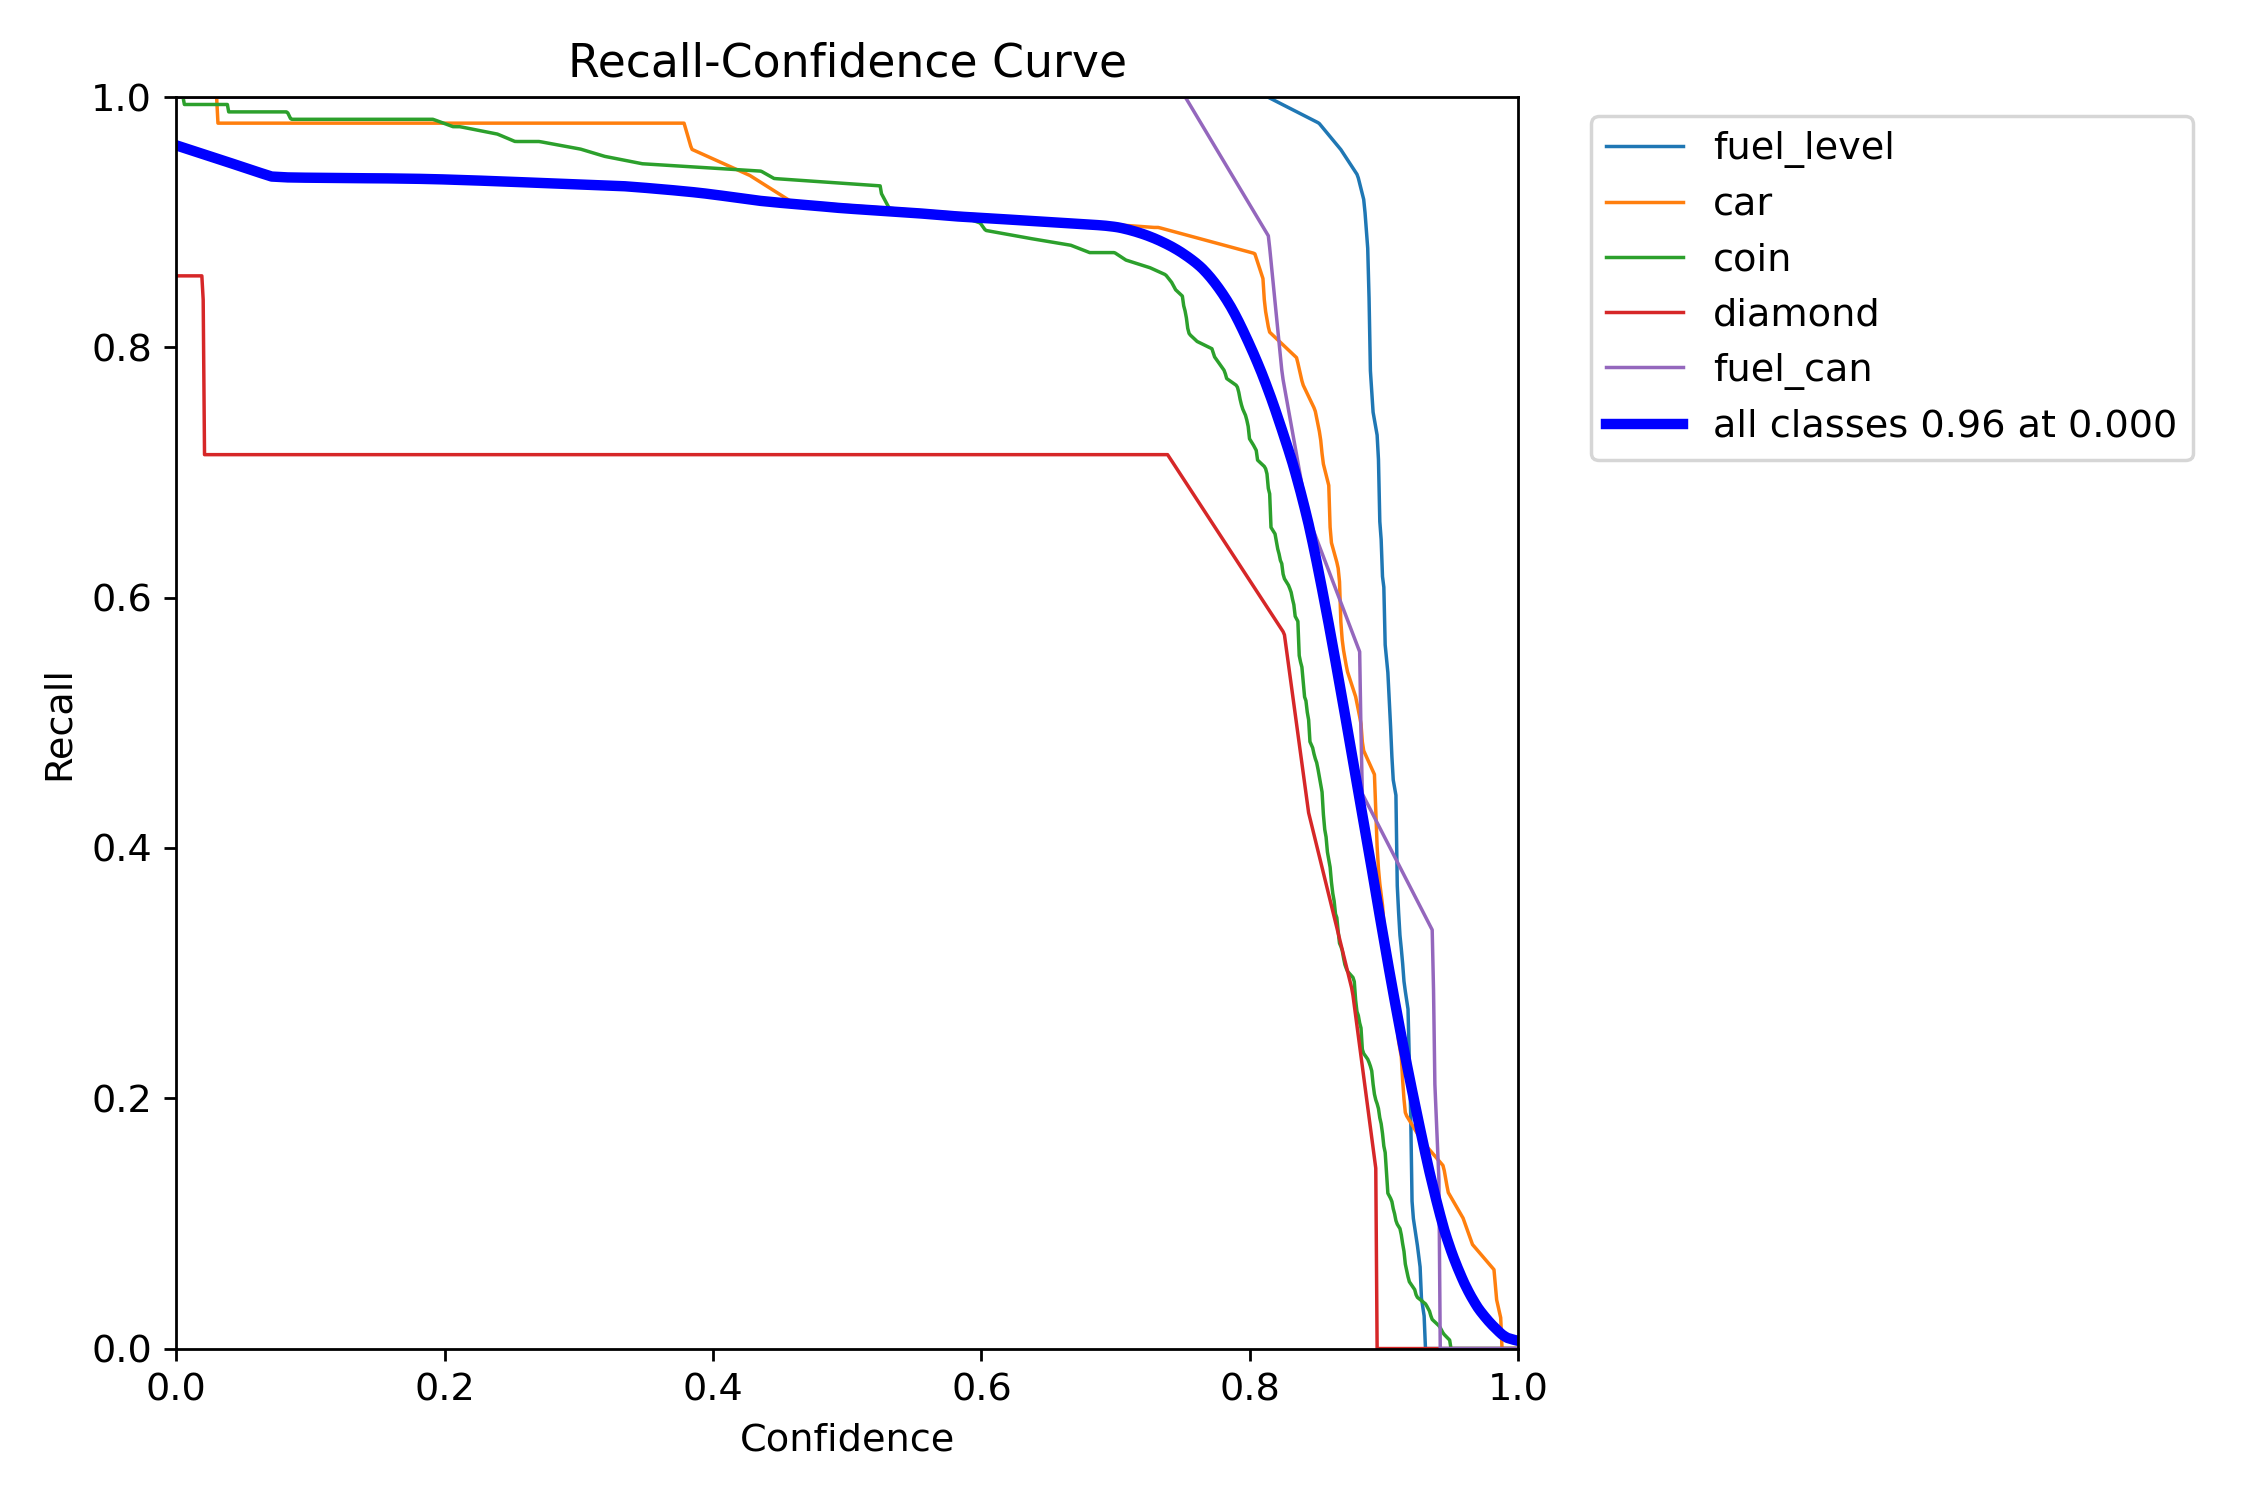 Recall-Confidence Curve
1.0
0.8
0.6
0.4
0.2
0.0
Recall
0.0 0.2 0.4 0.6 0.8 1.0
Confidence
fuel_level
car
coin
diamond
fuel_can
all classes 0.96 at 0.000